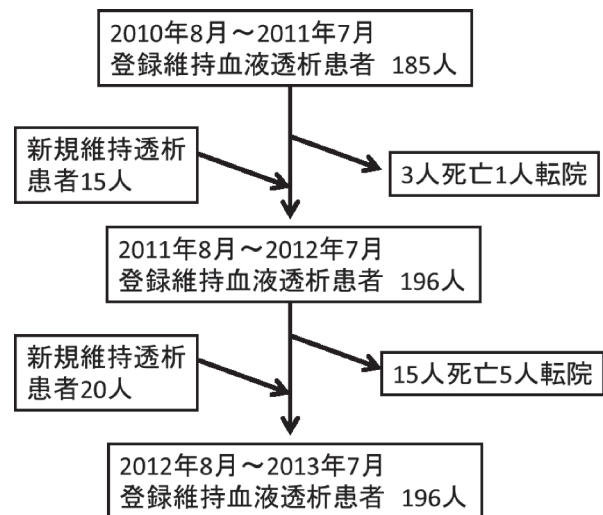 2010年8月～2011年7月
登録維持血液透析患者 185人
新規維持透析
患者15人
3人死亡1人転院
2011年8月～2012年7月
登録維持血液透析患者 196人
新規維持透析
患者20人
15人死亡5人転院
2012年8月～2013年7月
登録維持血液透析患者 196人